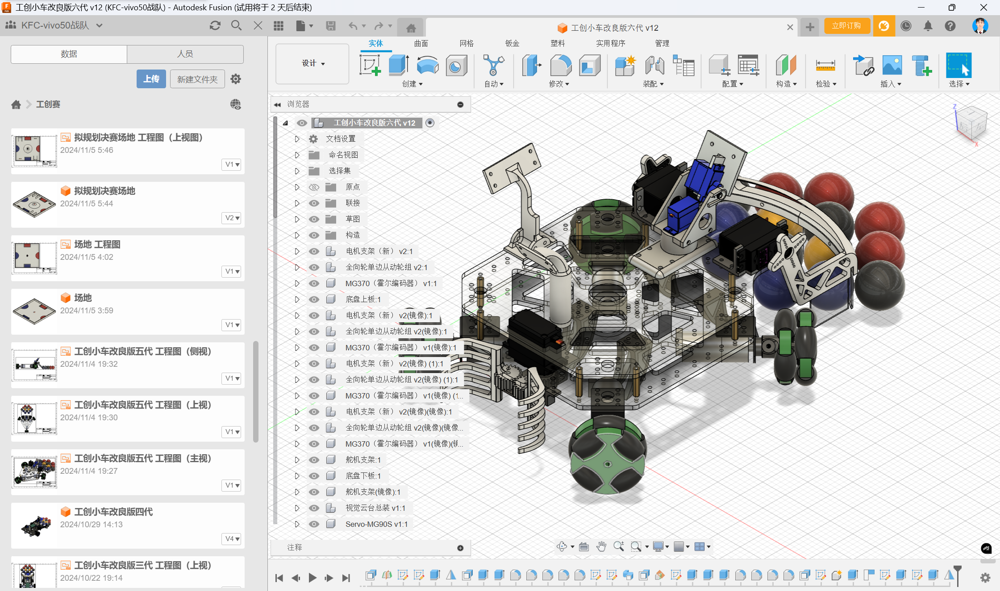 工创小车改良版六代 v12 (KFC-vivo50战队) - Autodesk Fusion (试用将于 2 天后结束)
KFC-vivo50战队
工创小车改良版六代 v12
立即订购
数据
人员
上传
新建文件夹
工创赛
拟规划决赛场地 工程图（上视图）
2024/11/5 5:46
V1
拟规划决赛场地
2024/11/5 5:44
V2
场地 工程图
2024/11/5 4:02
V1
场地
2024/11/5 3:59
V1
工创小车改良版五代 工程图（侧视）
2024/11/4 19:32
V1
工创小车改良版五代 工程图（上视）
2024/11/4 19:30
V1
工创小车改良版五代 工程图（主视）
2024/11/4 19:27
V1
工创小车改良版四代
2024/10/29 14:13
V4
工创小车改良版三代 工程图（上视）
2024/10/22 19:14
设计
实体
曲面
网格
钣金
塑料
实用程序
管理
创建
自动
修改
装配
配置
构造
检验
插入
选择
浏览器
工创小车改良版六代 v12
文档设置
命名视图
选择集
原点
联接
草图
构造
电机支架（新） v2:1
全向轮单边从动轮组 v2:1
MG370（霍尔编码器） v1:1
底盘上板:1
电机支架（新） v2(镜像):1
全向轮单边从动轮组 v2(镜像):1
MG370（霍尔编码器） v1(镜像):1
电机支架（新） v2(镜像) (1):1
全向轮单边从动轮组 v2(镜像) (1):1
MG370（霍尔编码器） v1(镜像) (1...
电机支架（新） v2(镜像)(镜像):1
全向轮单边从动轮组 v2(镜像)(镜像...
MG370（霍尔编码器） v1(镜像)(镜...
舵机支架:1
底盘下板:1
舵机支架(镜像):1
视觉云台总装 v1:1
Servo-MG90S v1:1
注释
Z
X